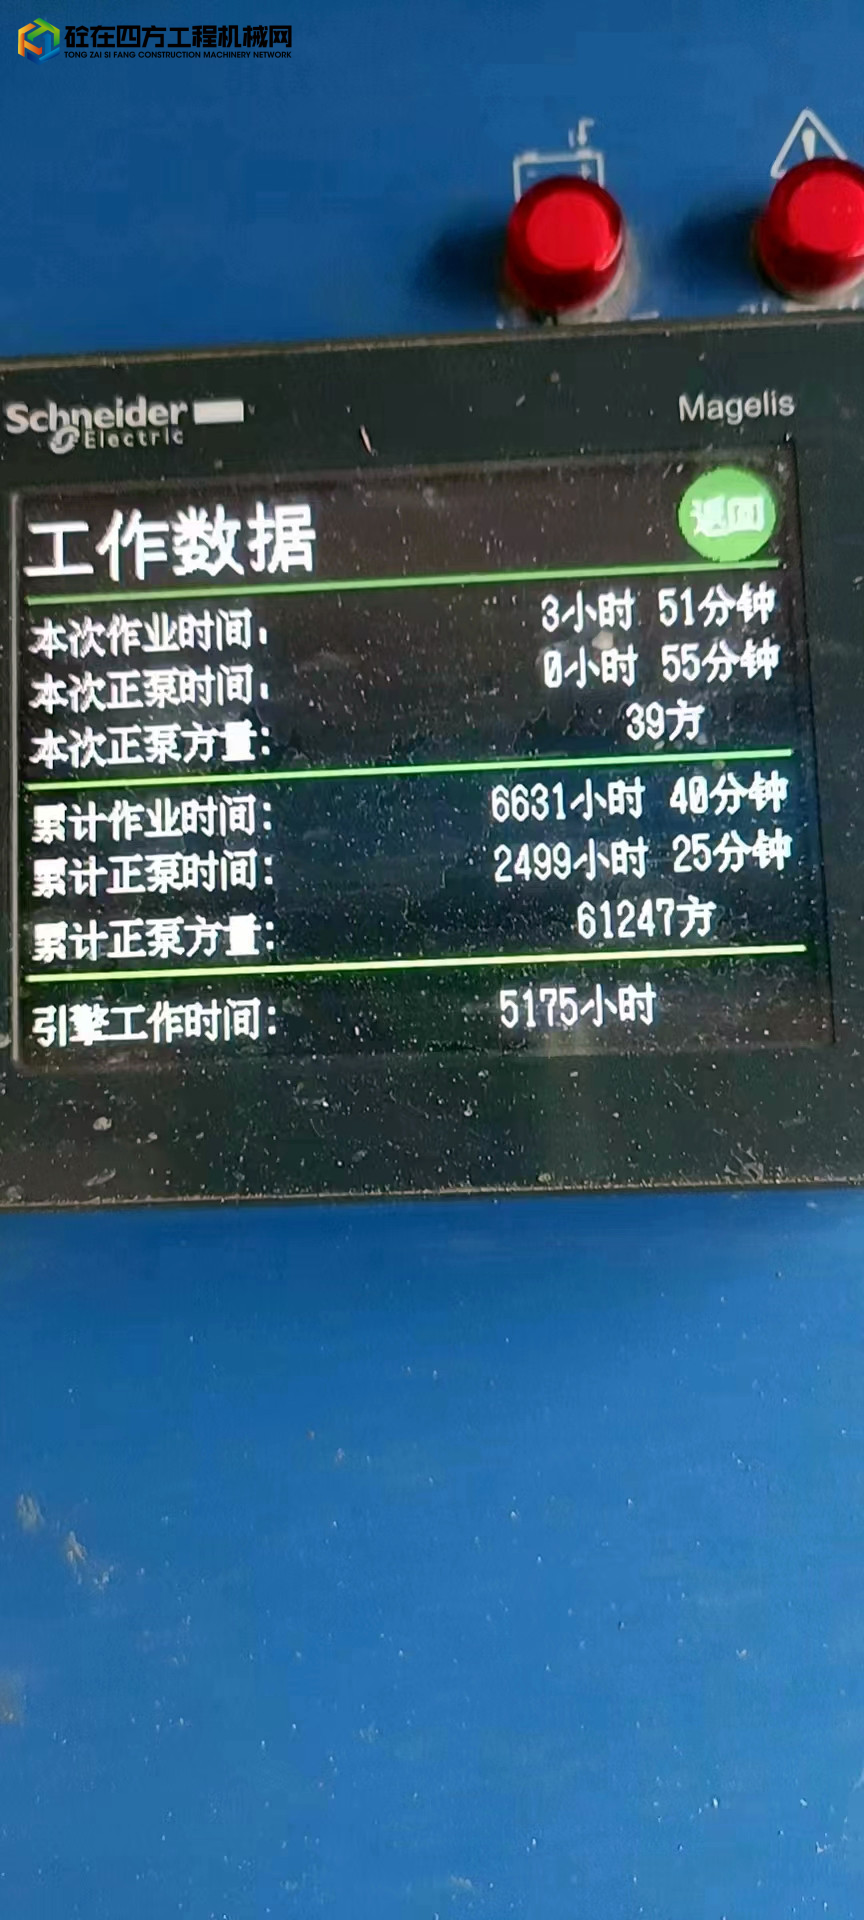 砼在四方工程机械网
TONG ZAI SI FANG CONSTRUCTION MACHINERY NETWORK
Schneider
Electric
Magelis
工作数据
返回
本次作业时间: 3小时 51分钟
本次正泵时间: 0小时 55分钟
本次正泵方量: 39方
累计作业时间: 6631小时 40分钟
累计正泵时间: 2499小时 25分钟
累计正泵方量: 61247方
引擎工作时间: 5175小时